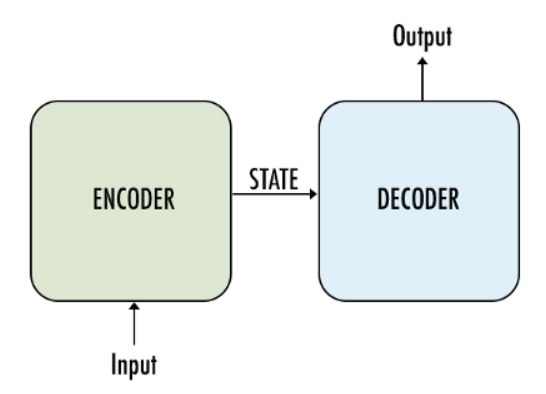 Output
ENCODER
STATE
DECODER
Input